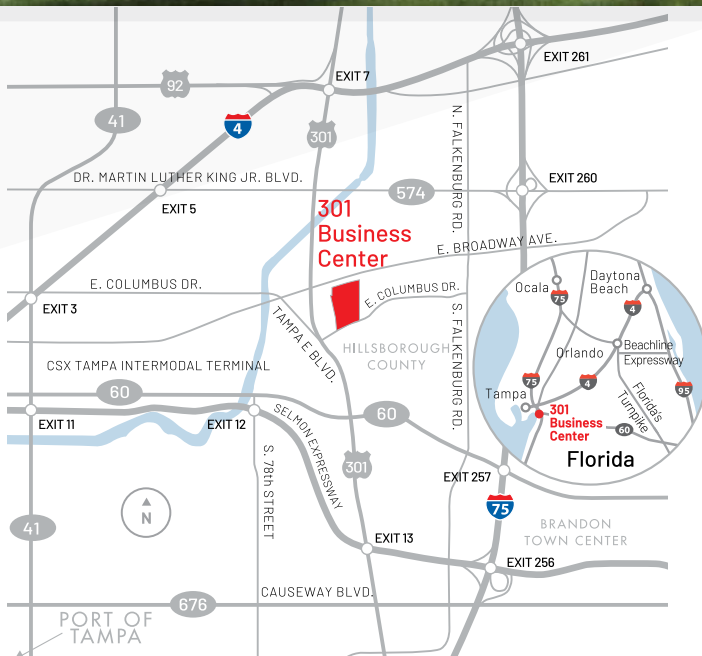 EXIT 261
EXIT 7
92
41
4
301
N. FALKENBURG RD.
DR. MARTIN LUTHER KING JR. BLVD.
574
EXIT 260
EXIT 5
301
Business
Center
E. BROADWAY AVE.
E. COLUMBUS DR.
E. COLUMBUS DR.
EXIT 3
TAMPA E BLVD.
HILLSBOROUGH
COUNTY
S. FALKENBURG RD.
CSX TAMPA INTERMODAL TERMINAL
60
60
EXIT 11
EXIT 12
SELMON EXPRESSWAY
S. 78th STREET
301
EXIT 257
75
N
41
EXIT 13
BRANDON
TOWN CENTER
EXIT 256
676
CAUSEWAY BLVD.
PORT OF
TAMPA
Ocala
75
Daytona
Beach
4
Orlando
Beachline
Expressway
75
4
95
Florida's
Turnpike
Tampa
301
Business
Center
60
Florida